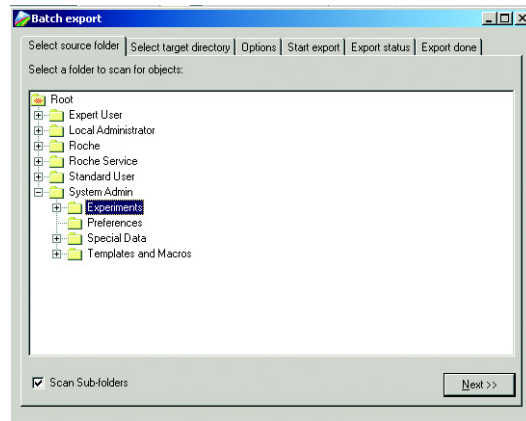 Batch export
Select source folder Select target directory Options Start export Export status Export done
Select a folder to scan for objects:
Root
Expert User
Local Administrator
Roche
Roche Service
Standard User
System Admin
Experiments
Preferences
Special Data
Templates and Macros
Scan Sub-folders Next >>